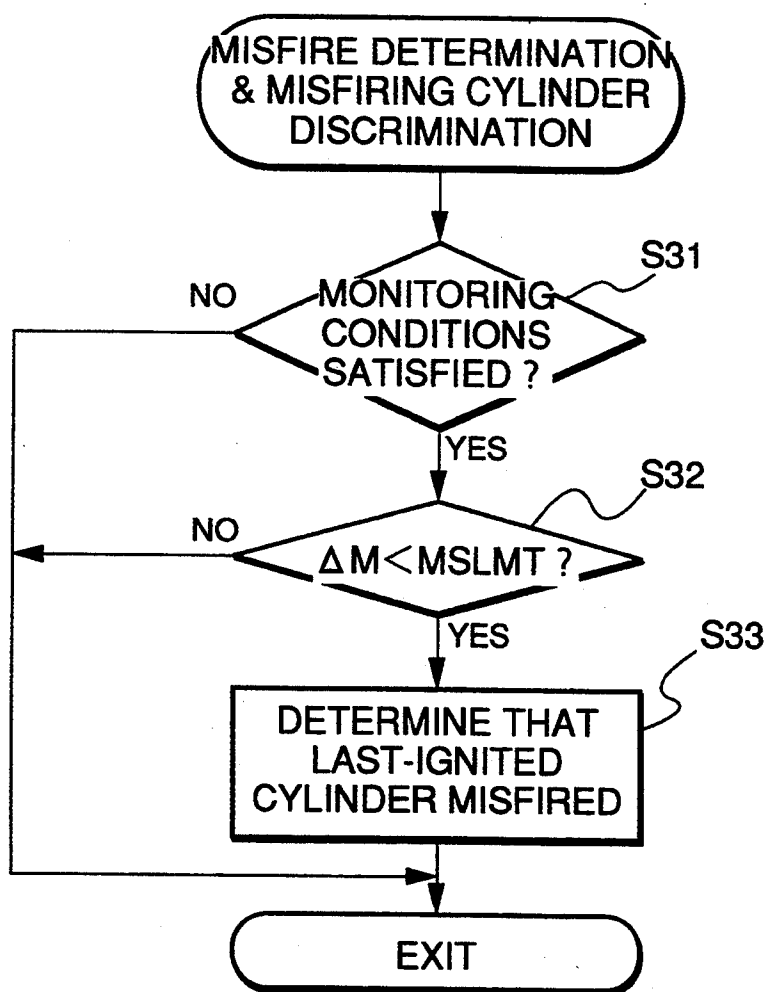 MISFIRE DETERMINATION
& MISFIRING CYLINDER
DISCRIMINATION
S31
NO
MONITORING
CONDITIONS
SATISFIED ?
YES
S32
NO
ΔM<MSLMT ?
YES
S33
DETERMINE THAT
LAST-IGNITED
CYLINDER MISFIRED
EXIT